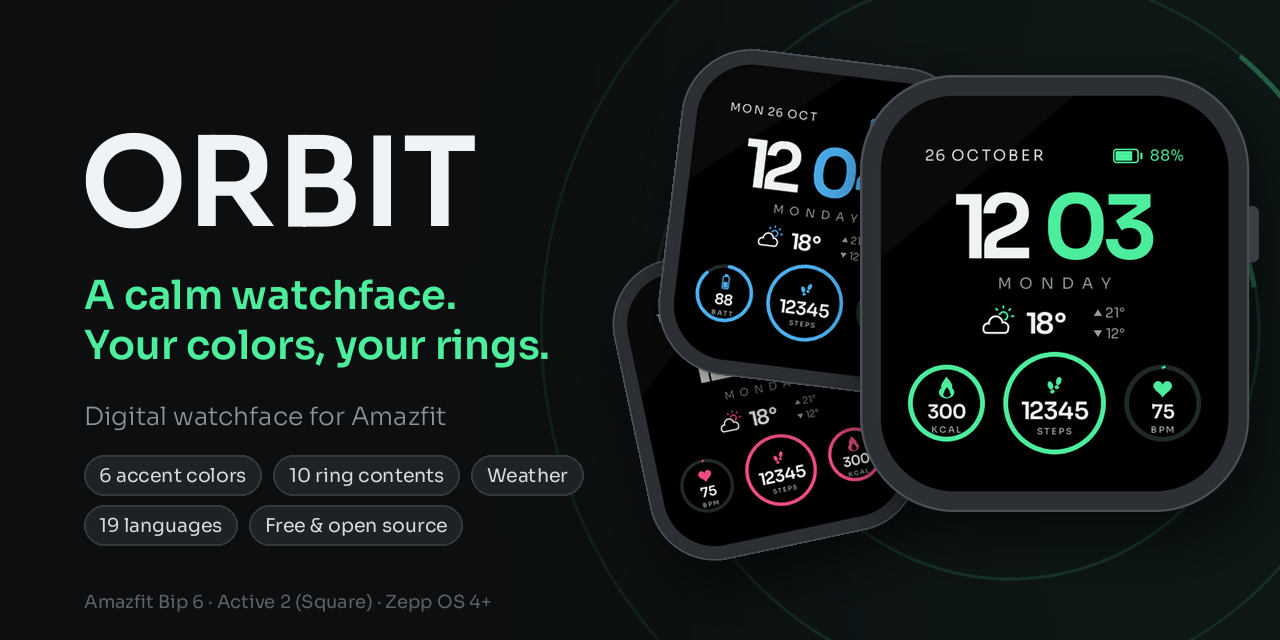 ORBIT
A calm watchface.
Your colors, your rings.
Digital watchface for Amazfit
6 accent colors
10 ring contents
Weather
19 languages
Free & open source
Amazfit Bip 6 · Active 2 (Square) · Zepp OS 4+
MON 26 OCT
12
MONDAY
18°
88
BATT
12345
STEPS
MONDA
18°
21°
12°
75
BPM
12345
STEPS
300
KCAL
26 OCTOBER
88%
12 03
MONDAY
18°
21°
12°
300
KCAL
12345
STEPS
75
BPM